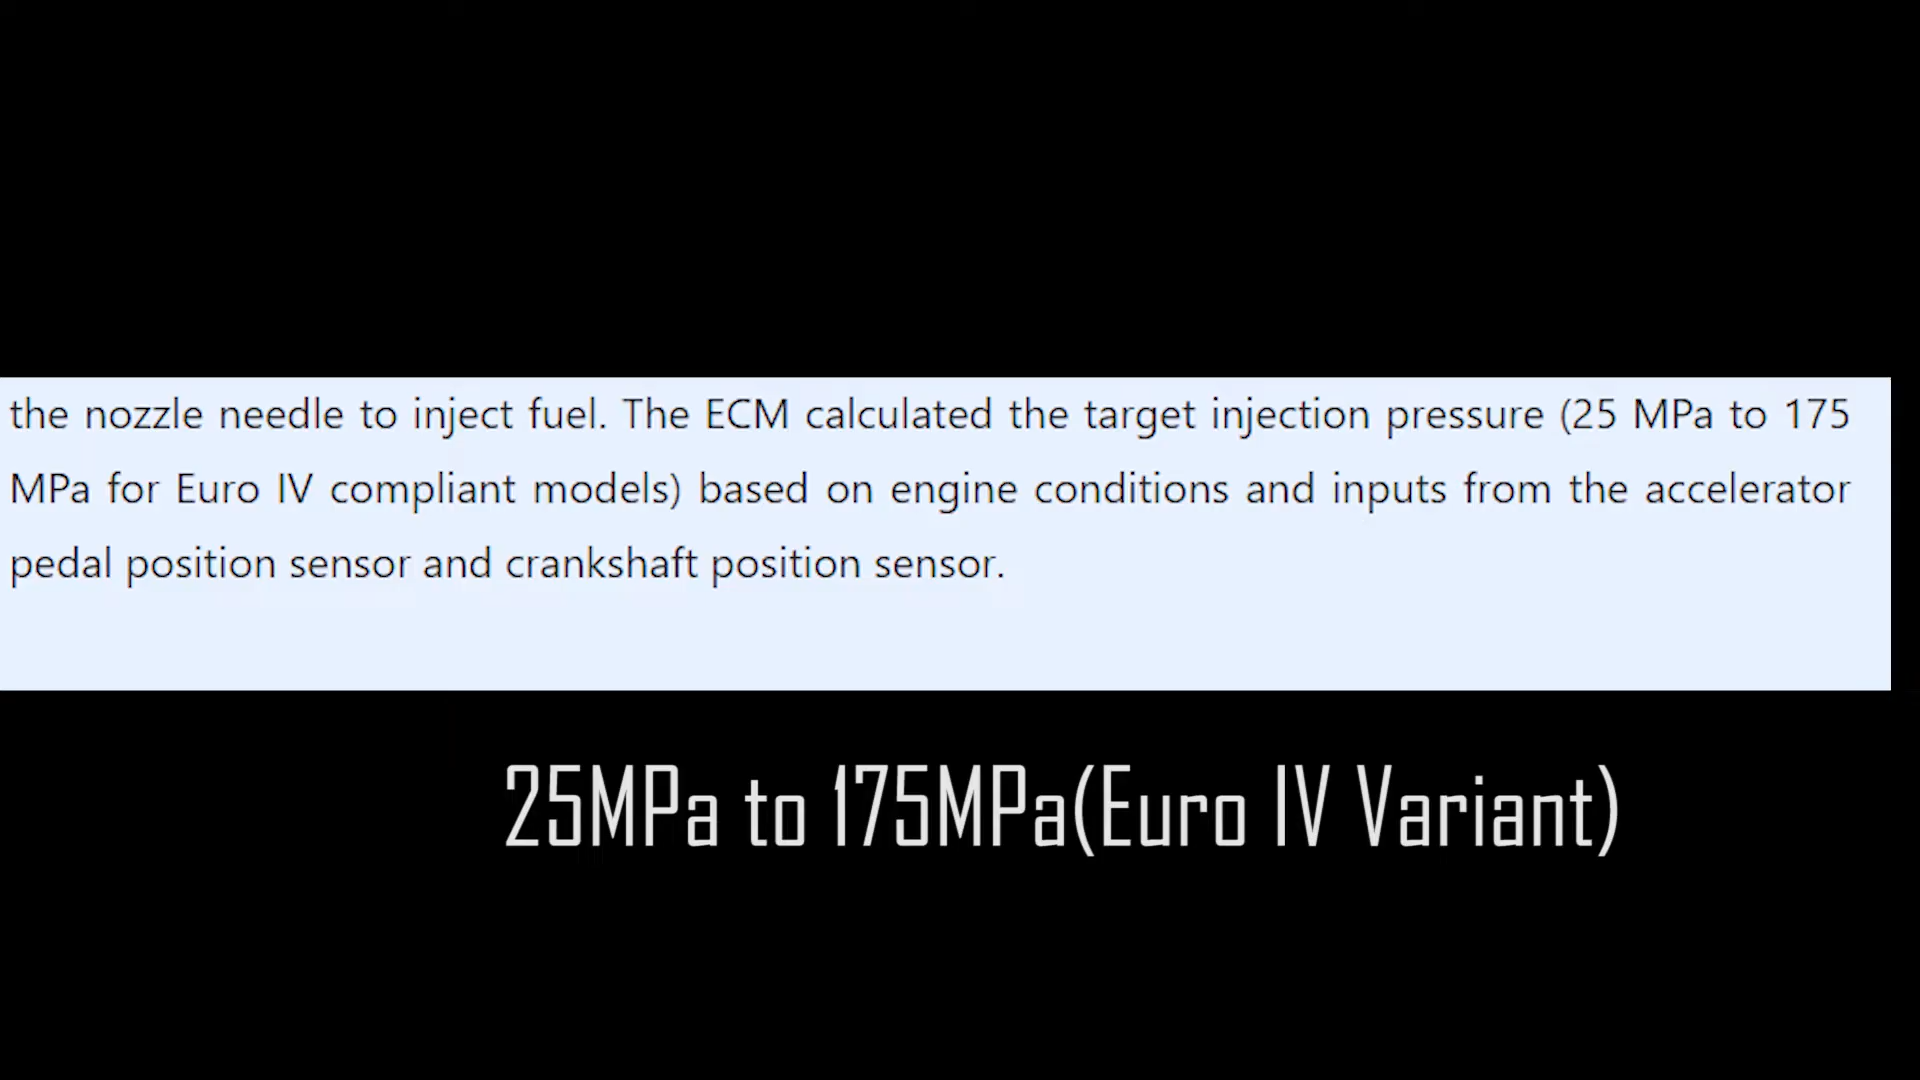 the nozzle needle to inject fuel. The ECM calculated the target injection pressure (25 MPa to 175
MPa for Euro IV compliant models) based on engine conditions and inputs from the accelerator
pedal position sensor and crankshaft position sensor.
25MPa to 175MPa(Euro IV Variant)